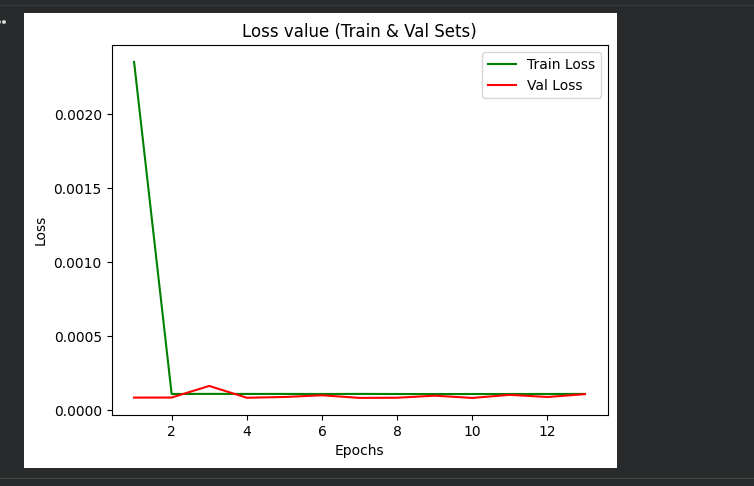 Loss value (Train & Val Sets)
Train Loss
Val Loss
0.0020
0.0015
0.0010
0.0005
0.0000
Loss
2 4 6 8 10 12
Epochs